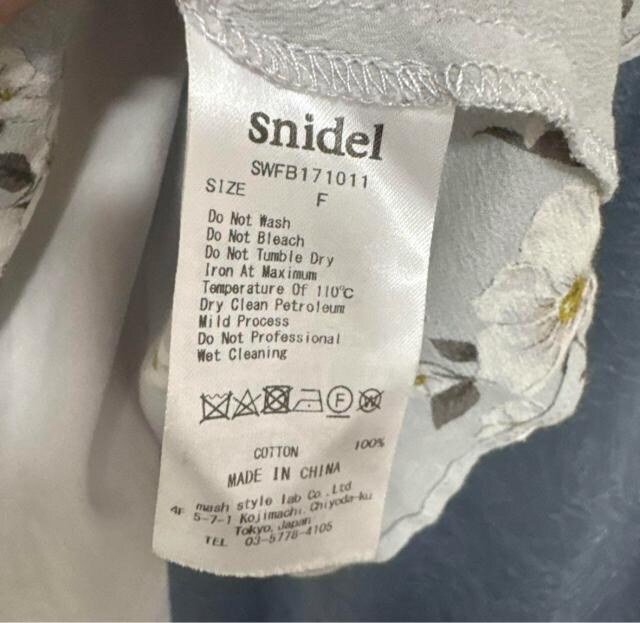 Snidel
SWFB171011
SIZE F
Do Not Wash
Do Not Bleach
Do Not Tumble Dry
Iron At Maximum
Temperature Of 110℃
Dry Clean Petroleum
Mild Process
Do Not Professional
Wet Cleaning
F W
COTTON 100%
MADE IN CHINA
mash style lab Co.,Ltd
4F 5-7-1 Kojimachi, Chiyoda-ku
Tokyo, Japan
TEL 03-5778-4105